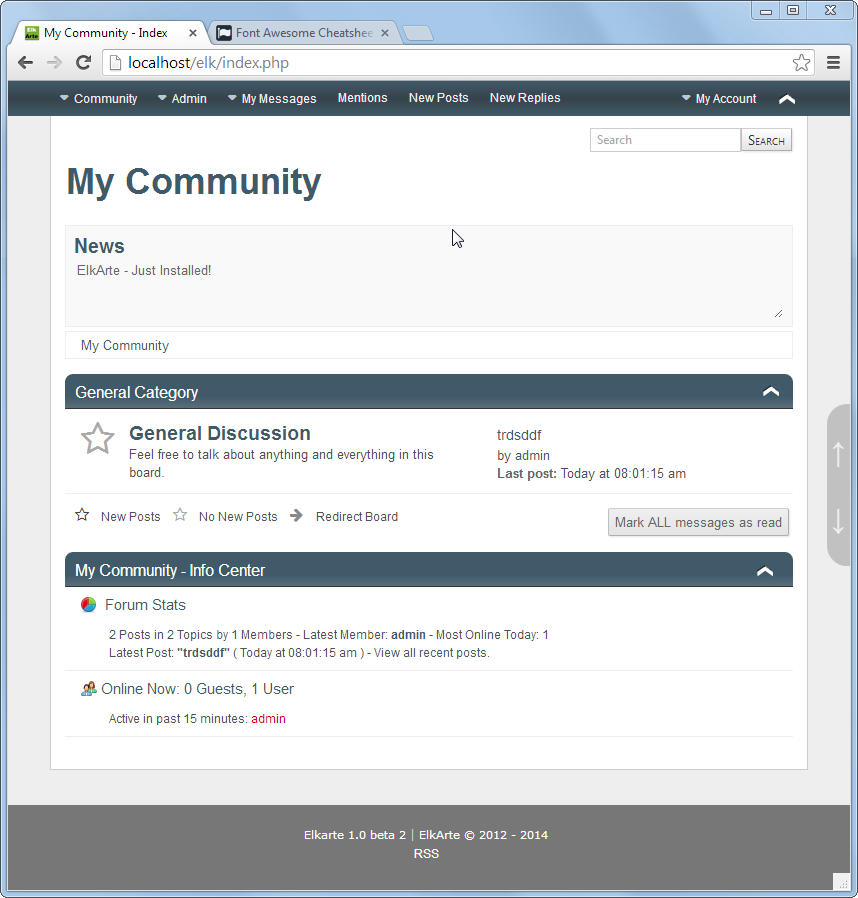 My Community - Index
Font Awesome Cheatshee
localhost/elk/index.php
Community Admin My Messages Mentions New Posts New Replies My Account
Search SEARCH
My Community
News
ElkArte - Just Installed!
My Community
General Category
General Discussion
Feel free to talk about anything and everything in this
board.
trdsddf
by admin
Last post: Today at 08:01:15 am
New Posts No New Posts Redirect Board
Mark ALL messages as read
My Community - Info Center
Forum Stats
2 Posts in 2 Topics by 1 Members - Latest Member: admin - Most Online Today: 1
Latest Post: "trdsddf" ( Today at 08:01:15 am ) - View all recent posts.
Online Now: 0 Guests, 1 User
Active in past 15 minutes: admin
Elkarte 1.0 beta 2 | ElkArte © 2012 - 2014
RSS